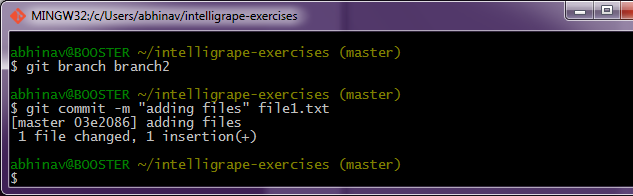 MINGW32:/c/Users/abhinav/intelligrape-exercises
abhinav@BOOSTER ~/intelligrape-exercises (master)
$ git branch branch2
abhinav@BOOSTER ~/intelligrape-exercises (master)
$ git commit -m "adding files" file1.txt
[master 03e2086] adding files
 1 file changed, 1 insertion(+)
abhinav@BOOSTER ~/intelligrape-exercises (master)
$